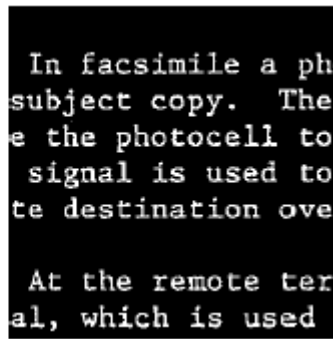 In facsimile a ph
subject copy. The
e the photocell to
signal is used to
te destination ove
At the remote ter
al, which is used